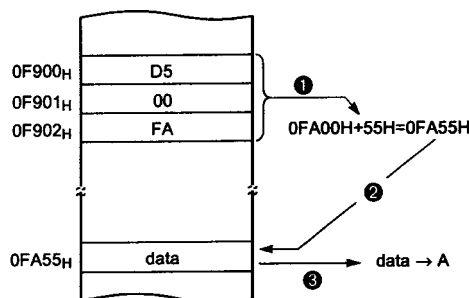 0F900H D5
0F901H 00
0F902H FA
❶
0FA00H+55H=0FA55H
❷
0FA55H data
❸ data → A